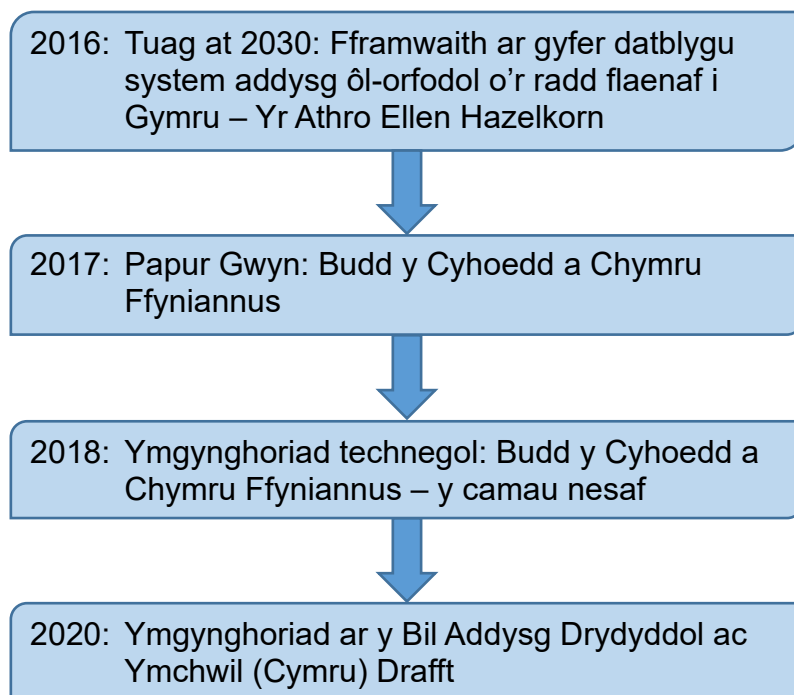 2016: Tuag at 2030: Fframwaith ar gyfer datblygu
system addysg ôl-orfodol o’r radd flaenaf i
Gymru – Yr Athro Ellen Hazelkorn
2017: Papur Gwyn: Budd y Cyhoedd a Chymru
Ffyniannus
2018: Ymgynghoriad technegol: Budd y Cyhoedd a
Chymru Ffyniannus – y camau nesaf
2020: Ymgynghoriad ar y Bil Addysg Drydyddol ac
Ymchwil (Cymru) Drafft